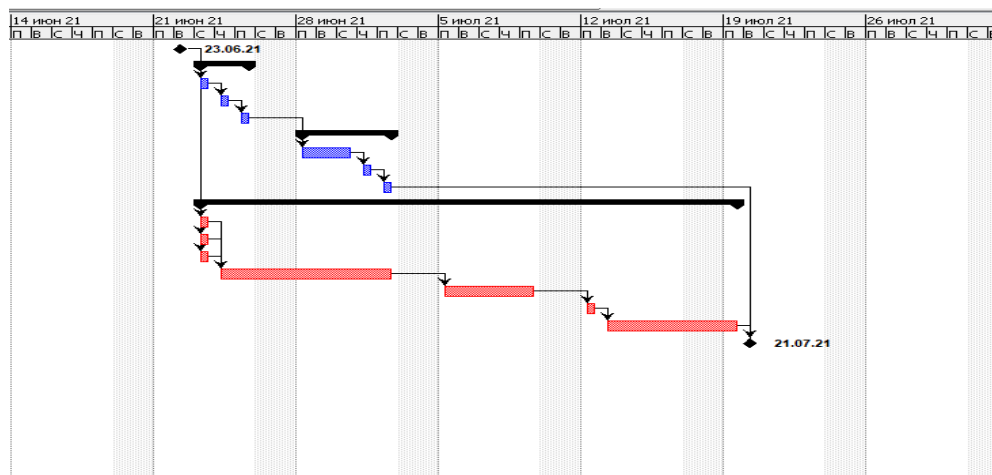 14 июн 21 21 июн 21 28 июн 21 5 июл 21 12 июл 21 19 июл 21 26 июл 21
П В С Ч П С В П В С Ч П С В П В С Ч П С В П В С Ч П С В П В С Ч П С В П В С Ч П С В П В С Ч П С В
23.06.21
21.07.21